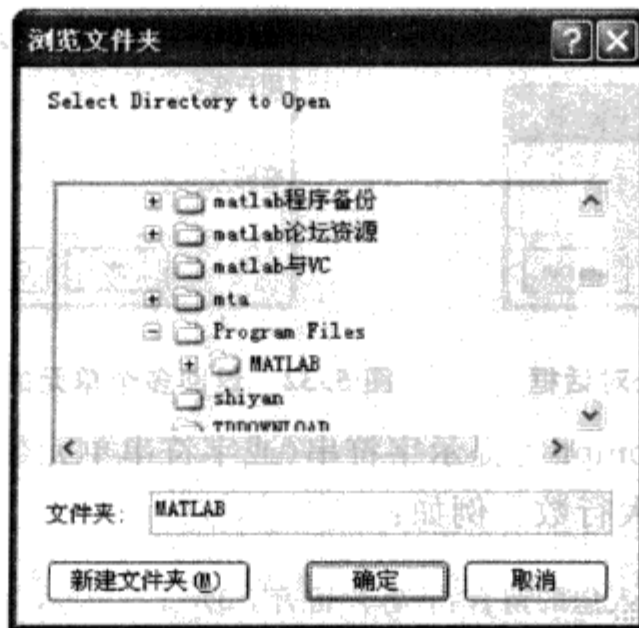 浏览文件夹
Select Directory to Open
matlab程序备份
matlab论坛资源
matlab与VC
mta
Program Files
MATLAB
shiyan
TDDOWNLOAD
文件夹: MATLAB
新建文件夹(M) 确定 取消